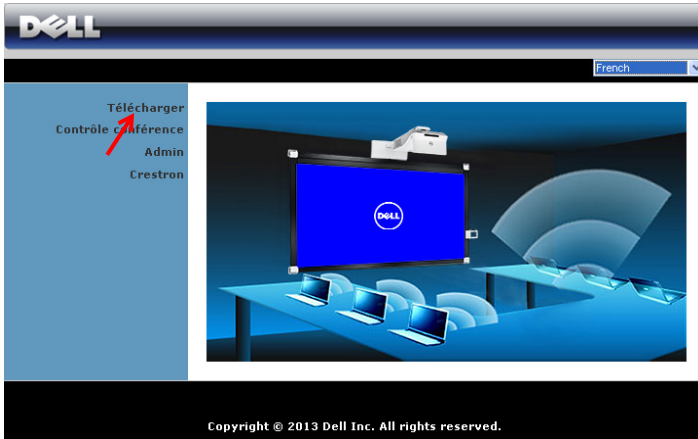 DELL
French
Télécharger
Contrôle conférence
Admin
Crestron
DELL
Copyright © 2013 Dell Inc. All rights reserved.